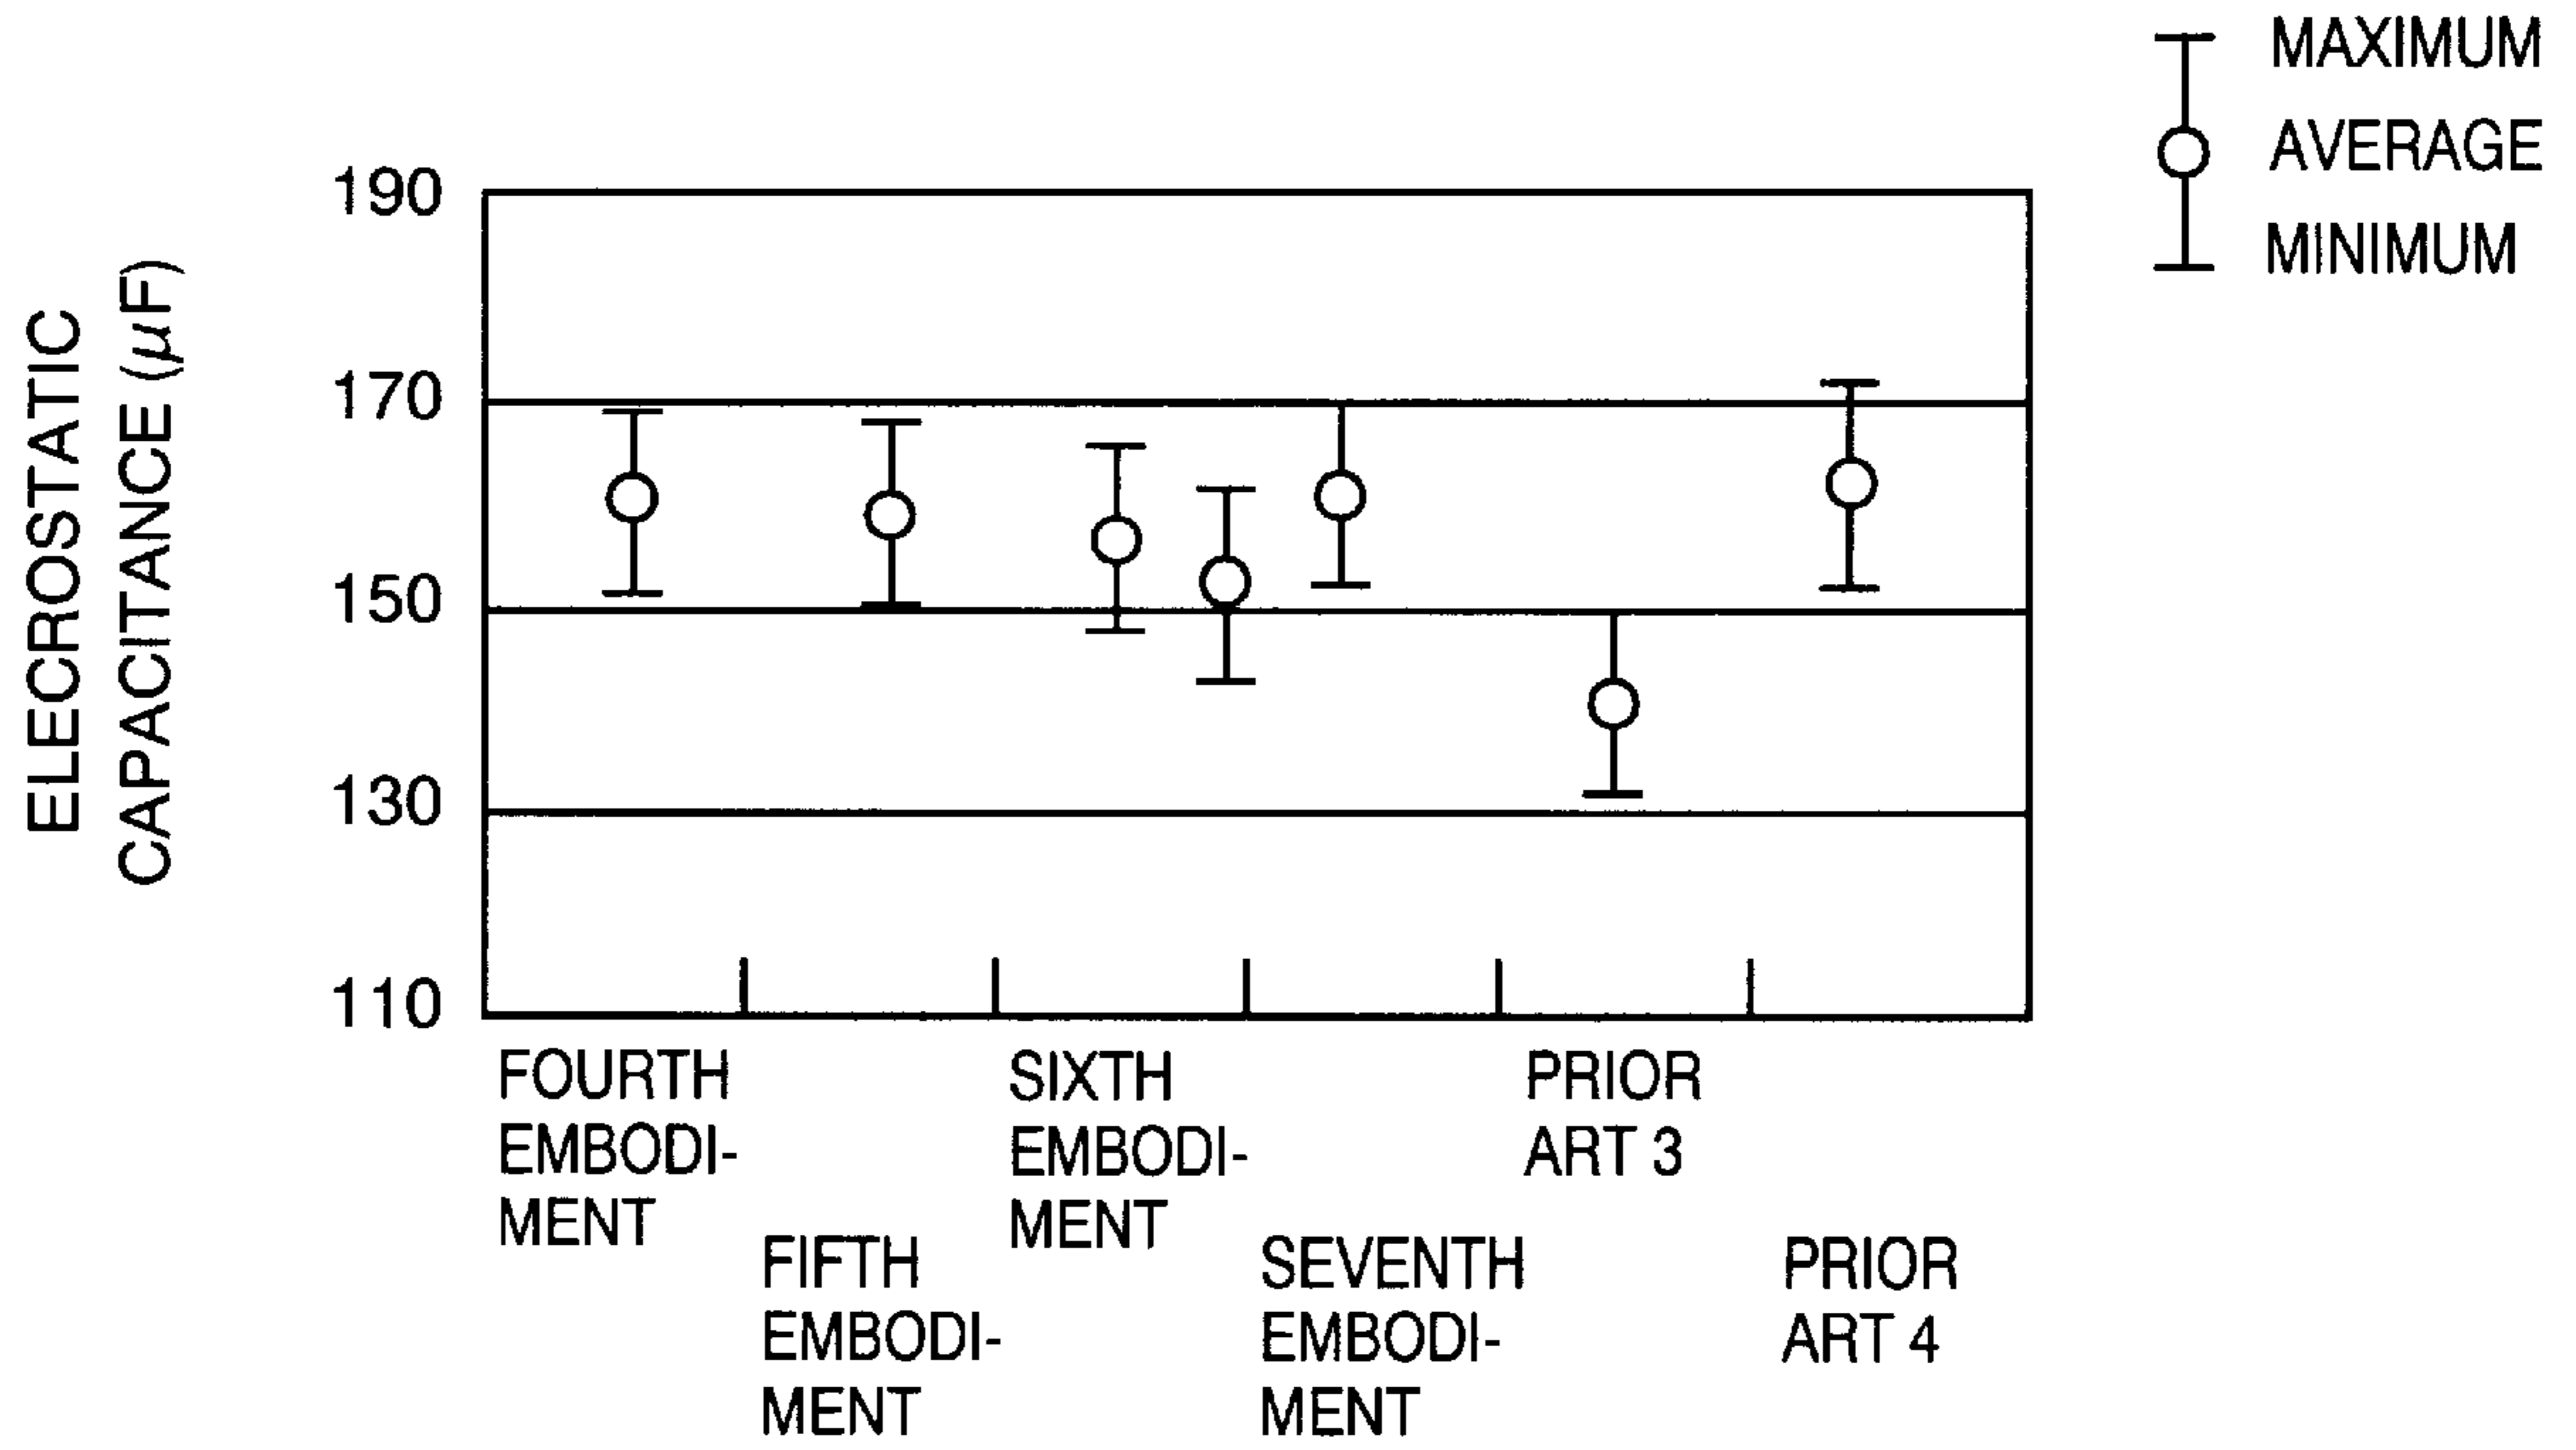 MAXIMUM
AVERAGE
MINIMUM
ELECROSTATIC
CAPACITANCE (μF)
190
170
150
130
110
FOURTH
EMBODI-
MENT
FIFTH
EMBODI-
MENT
SIXTH
EMBODI-
MENT
SEVENTH
EMBODI-
MENT
PRIOR
ART 3
PRIOR
ART 4